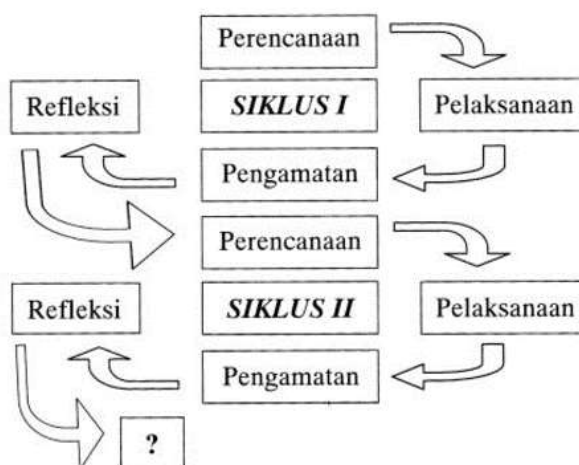 Perencanaan
Refleksi
SIKLUS I
Pelaksanaan
Pengamatan
Perencanaan
Refleksi
SIKLUS II
Pelaksanaan
Pengamatan
?